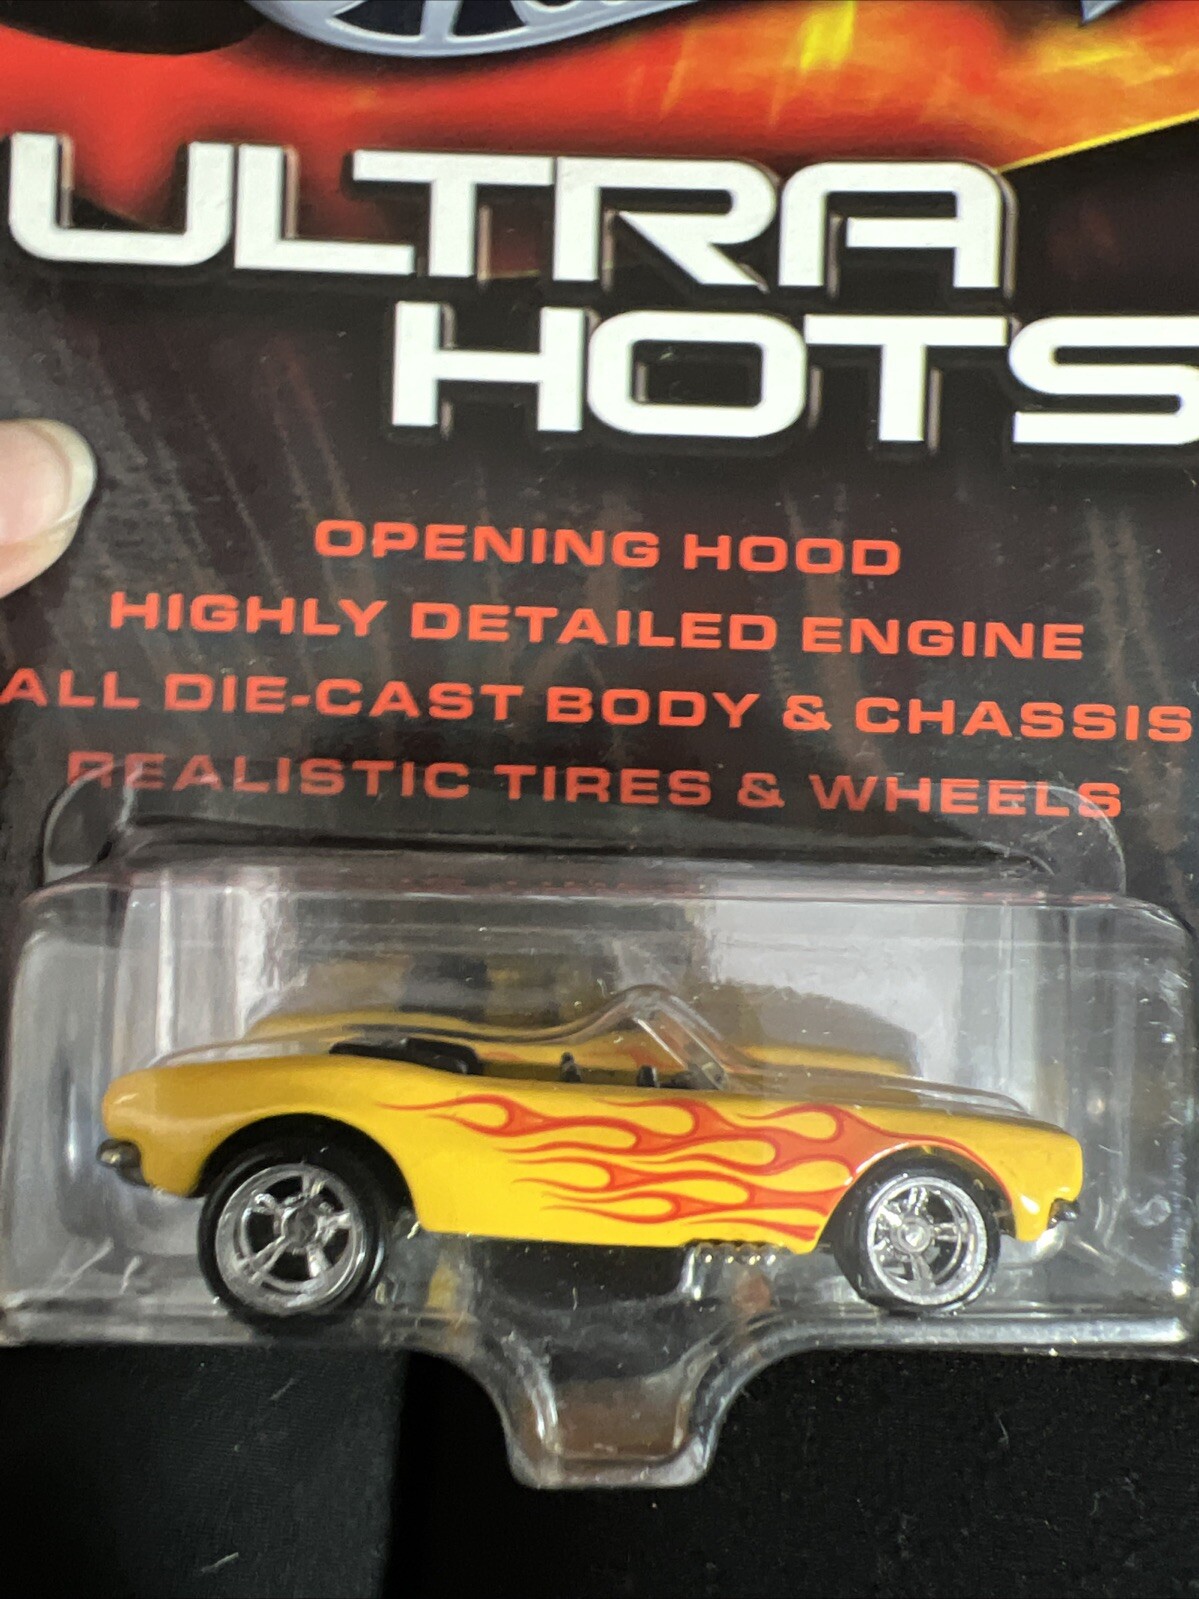 ULTRA
HOTS
OPENING HOOD
HIGHLY DETAILED ENGINE
ALL DIE-CAST BODY & CHASSIS
REALISTIC TIRES & WHEELS